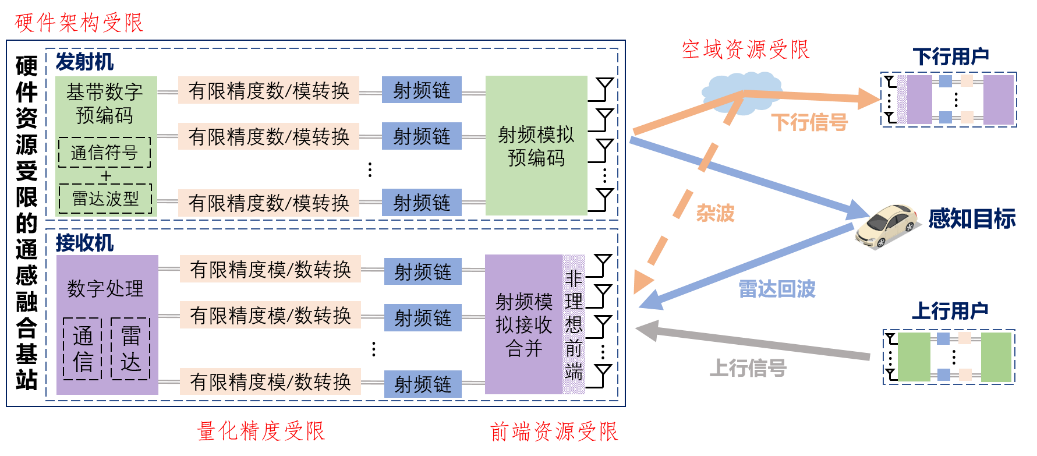 硬件架构受限
硬件资源受限的通感融合基站
发射机
基带数字
预编码
通信符号
+
雷达波型
有限精度数/模转换
射频链
有限精度数/模转换
射频链
⋮
有限精度数/模转换
射频链
射频模拟
预编码
接收机
数字处理
通信
雷达
有限精度模/数转换
射频链
有限精度模/数转换
射频链
⋮
有限精度模/数转换
射频链
射频模
拟接收
合并
非理想前端
空域资源受限
下行信号
杂波
雷达回波
上行信号
下行用户
感知目标
上行用户
量化精度受限
前端资源受限